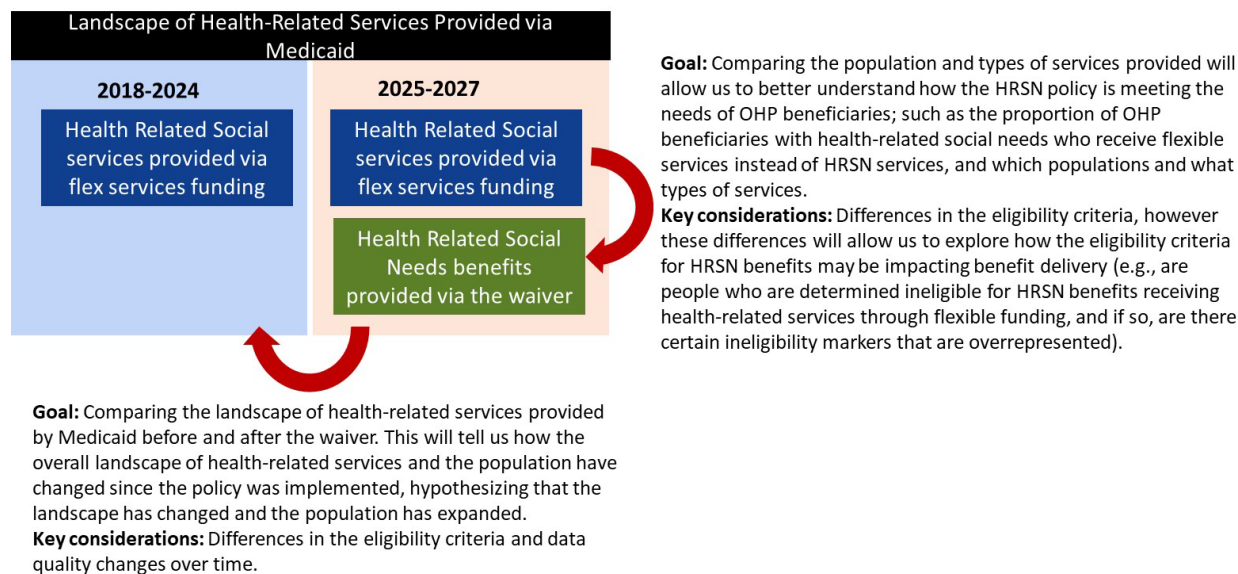 Landscape of Health-Related Services Provided via
Medicaid
2018-2024
Health Related Social
services provided via
flex services funding
2025-2027
Health Related Social
services provided via
flex services funding
Health Related Social
Needs benefits
provided via the waiver
Goal: Comparing the population and types of services provided will
allow us to better understand how the HRSN policy is meeting the
needs of OHP beneficiaries; such as the proportion of OHP
beneficiaries with health-related social needs who receive flexible
services instead of HRSN services, and which populations and what
types of services.
Key considerations: Differences in the eligibility criteria, however
these differences will allow us to explore how the eligibility criteria
for HRSN benefits may be impacting benefit delivery (e.g., are
people who are determined ineligible for HRSN benefits receiving
health-related services through flexible funding, and if so, are there
certain ineligibility markers that are overrepresented).
Goal: Comparing the landscape of health-related services provided
by Medicaid before and after the waiver. This will tell us how the
overall landscape of health-related services and the population have
changed since the policy was implemented, hypothesizing that the
landscape has changed and the population has expanded.
Key considerations: Differences in the eligibility criteria and data
quality changes over time.